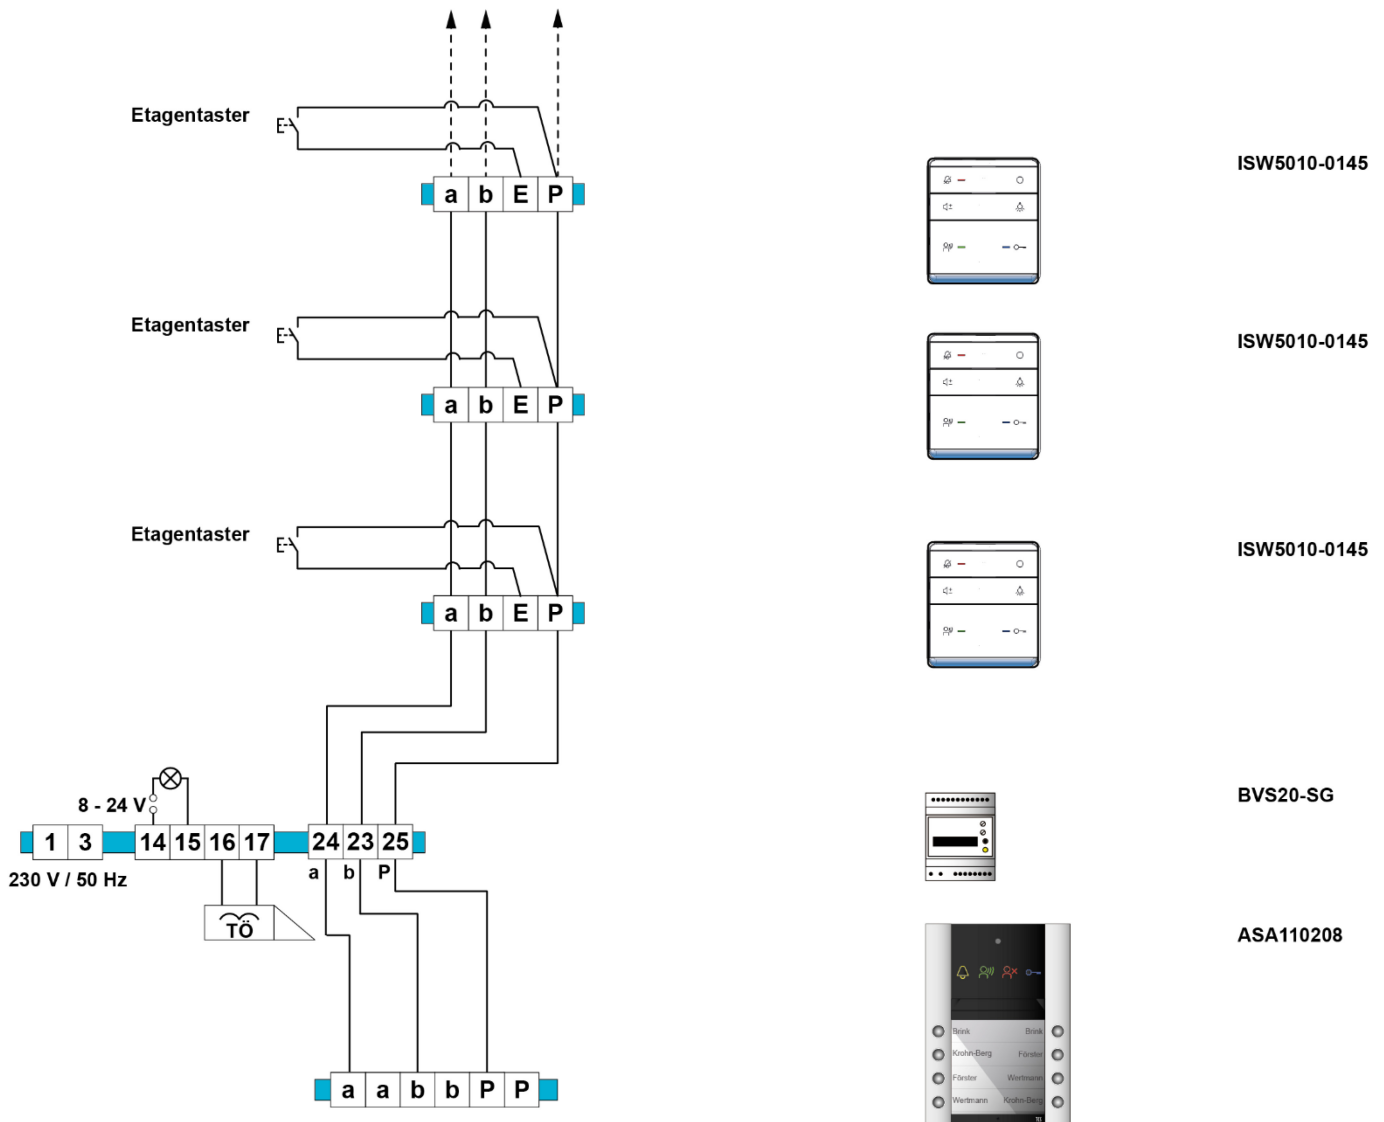 Etagentaster
ISW5010-0145
a b E P
Etagentaster
ISW5010-0145
a b E P
Etagentaster
ISW5010-0145
a b E P
8 - 24 V
BVS20-SG
1 3 14 15 16 17 24 23 25
a b P
230 V / 50 Hz
TÖ
ASA110208
Brink Brink
Krohn-Berg Förster
Förster Wertmann
Wertmann Krohn-Berg
a a b b P P